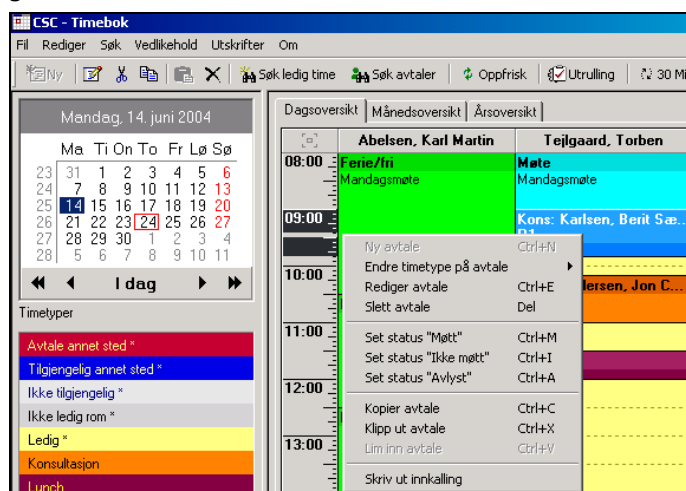 CSC - Timebok
Fil Rediger Søk Vedlikehold Utskrifter Om
Ny Søk ledig time Søk avtaler Oppfrisk Utrulling 30 Mi
Mandag, 14. juni 2004
Ma Ti On To Fr Lø Sø
23 31 1 2 3 4 5 6
24 7 8 9 10 11 12 13
25 14 15 16 17 18 19 20
26 21 22 23 24 25 26 27
27 28 29 30 1 2 3 4
28 5 6 7 8 9 10 11
I dag
Timetyper
Avtale annet sted *
Tilgjengelig annet sted *
Ikke tilgjengelig *
Ikke ledig rom *
Ledig *
Konsultasjon
Lunch
Dagsoversikt Månedsoversikt Årsoversikt
Abelsen, Karl Martin Tejlgaard, Torben
08:00 Ferie/fri Møte
Mandagsmøte Mandagsmøte
09:00 Kons: Karlsen, Berit Sæ...
10:00
ersen, Jon C...
11:00
12:00
13:00
Ny avtale Ctrl+N
Endre timetype på avtale
Rediger avtale Ctrl+E
Slett avtale Del
Set status "Møtt" Ctrl+M
Set status "Ikke møtt" Ctrl+I
Set status "Avlyst" Ctrl+A
Kopier avtale Ctrl+C
Klipp ut avtale Ctrl+X
Lim inn avtale Ctrl+V
Skriv ut innkalling